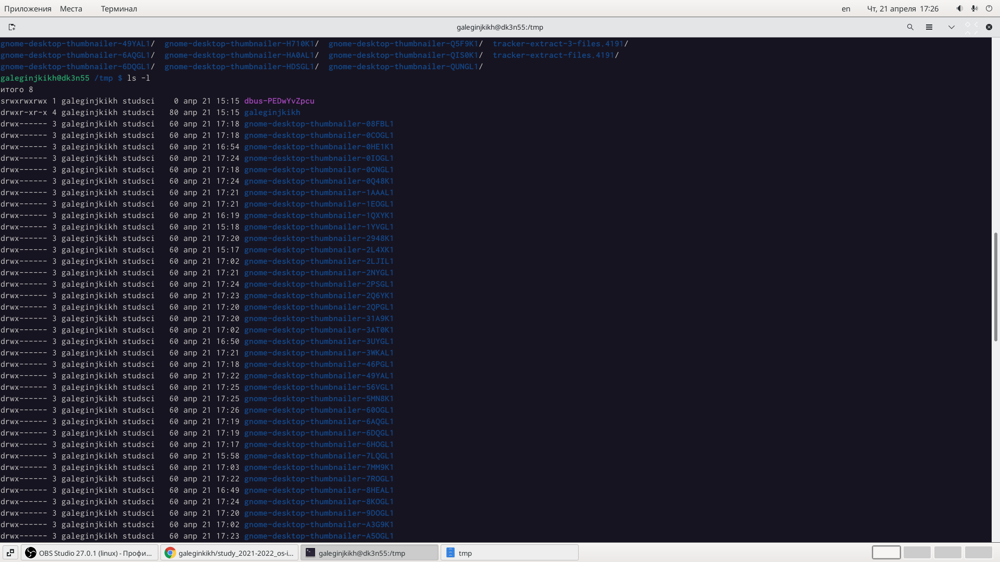 Приложения Места Терминал en Чт, 21 апреля 17:26
galeginjkikh@dk3n55:/tmp
gnome-desktop-thumbnailer-49YAL1/ gnome-desktop-thumbnailer-H710K1/ gnome-desktop-thumbnailer-Q5F9K1/ tracker-extract-3-files.4191/
gnome-desktop-thumbnailer-6AQGL1/ gnome-desktop-thumbnailer-HA0AL1/ gnome-desktop-thumbnailer-QIS0K1/ tracker-extract-files.4191/
gnome-desktop-thumbnailer-6DQGL1/ gnome-desktop-thumbnailer-HDSGL1/ gnome-desktop-thumbnailer-QUNGL1/
galeginjkikh@dk3n55 /tmp $ ls -l
итого 8
srwxrwxrwx 1 galeginjkikh studsci 0 апр 21 15:15 dbus-PEDwYvZpcu
drwxr-xr-x 4 galeginjkikh studsci 80 апр 21 15:15 galeginjkikh
drwx------ 3 galeginjkikh studsci 60 апр 21 17:18 gnome-desktop-thumbnailer-08FBL1
drwx------ 3 galeginjkikh studsci 60 апр 21 17:18 gnome-desktop-thumbnailer-0COGL1
drwx------ 3 galeginjkikh studsci 60 апр 21 16:54 gnome-desktop-thumbnailer-0HE1K1
drwx------ 3 galeginjkikh studsci 60 апр 21 17:24 gnome-desktop-thumbnailer-0IOGL1
drwx------ 3 galeginjkikh studsci 60 апр 21 17:18 gnome-desktop-thumbnailer-0ONGL1
drwx------ 3 galeginjkikh studsci 60 апр 21 17:24 gnome-desktop-thumbnailer-0Q48K1
drwx------ 3 galeginjkikh studsci 60 апр 21 17:21 gnome-desktop-thumbnailer-1AAAL1
drwx------ 3 galeginjkikh studsci 60 апр 21 17:21 gnome-desktop-thumbnailer-1EOGL1
drwx------ 3 galeginjkikh studsci 60 апр 21 16:19 gnome-desktop-thumbnailer-1QXYK1
drwx------ 3 galeginjkikh studsci 60 апр 21 15:18 gnome-desktop-thumbnailer-1YVGL1
drwx------ 3 galeginjkikh studsci 60 апр 21 17:20 gnome-desktop-thumbnailer-2948K1
drwx------ 3 galeginjkikh studsci 60 апр 21 15:17 gnome-desktop-thumbnailer-2L4XK1
drwx------ 3 galeginjkikh studsci 60 апр 21 17:02 gnome-desktop-thumbnailer-2LJIL1
drwx------ 3 galeginjkikh studsci 60 апр 21 17:21 gnome-desktop-thumbnailer-2NYGL1
drwx------ 3 galeginjkikh studsci 60 апр 21 17:24 gnome-desktop-thumbnailer-2PSGL1
drwx------ 3 galeginjkikh studsci 60 апр 21 17:23 gnome-desktop-thumbnailer-2Q6YK1
drwx------ 3 galeginjkikh studsci 60 апр 21 17:20 gnome-desktop-thumbnailer-2QPGL1
drwx------ 3 galeginjkikh studsci 60 апр 21 17:20 gnome-desktop-thumbnailer-31A9K1
drwx------ 3 galeginjkikh studsci 60 апр 21 17:02 gnome-desktop-thumbnailer-3AT0K1
drwx------ 3 galeginjkikh studsci 60 апр 21 16:50 gnome-desktop-thumbnailer-3UYGL1
drwx------ 3 galeginjkikh studsci 60 апр 21 17:21 gnome-desktop-thumbnailer-3WKAL1
drwx------ 3 galeginjkikh studsci 60 апр 21 17:18 gnome-desktop-thumbnailer-46PGL1
drwx------ 3 galeginjkikh studsci 60 апр 21 17:22 gnome-desktop-thumbnailer-49YAL1
drwx------ 3 galeginjkikh studsci 60 апр 21 17:25 gnome-desktop-thumbnailer-56VGL1
drwx------ 3 galeginjkikh studsci 60 апр 21 17:25 gnome-desktop-thumbnailer-5MN8K1
drwx------ 3 galeginjkikh studsci 60 апр 21 17:26 gnome-desktop-thumbnailer-60OGL1
drwx------ 3 galeginjkikh studsci 60 апр 21 17:19 gnome-desktop-thumbnailer-6AQGL1
drwx------ 3 galeginjkikh studsci 60 апр 21 17:19 gnome-desktop-thumbnailer-6DQGL1
drwx------ 3 galeginjkikh studsci 60 апр 21 17:17 gnome-desktop-thumbnailer-6HOGL1
drwx------ 3 galeginjkikh studsci 60 апр 21 15:58 gnome-desktop-thumbnailer-7LQGL1
drwx------ 3 galeginjkikh studsci 60 апр 21 17:03 gnome-desktop-thumbnailer-7MM9K1
drwx------ 3 galeginjkikh studsci 60 апр 21 17:22 gnome-desktop-thumbnailer-7ROGL1
drwx------ 3 galeginjkikh studsci 60 апр 21 16:49 gnome-desktop-thumbnailer-8HEAL1
drwx------ 3 galeginjkikh studsci 60 апр 21 17:24 gnome-desktop-thumbnailer-8KOGL1
drwx------ 3 galeginjkikh studsci 60 апр 21 17:20 gnome-desktop-thumbnailer-9DOGL1
drwx------ 3 galeginjkikh studsci 60 апр 21 17:02 gnome-desktop-thumbnailer-A3G9K1
drwx------ 3 galeginjkikh studsci 60 апр 21 17:23 gnome-desktop-thumbnailer-A5OGL1
OBS Studio 27.0.1 (linux) - Профи... galeginkikh/study_2021-2022_os-i... galeginjkikh@dk3n55:/tmp tmp